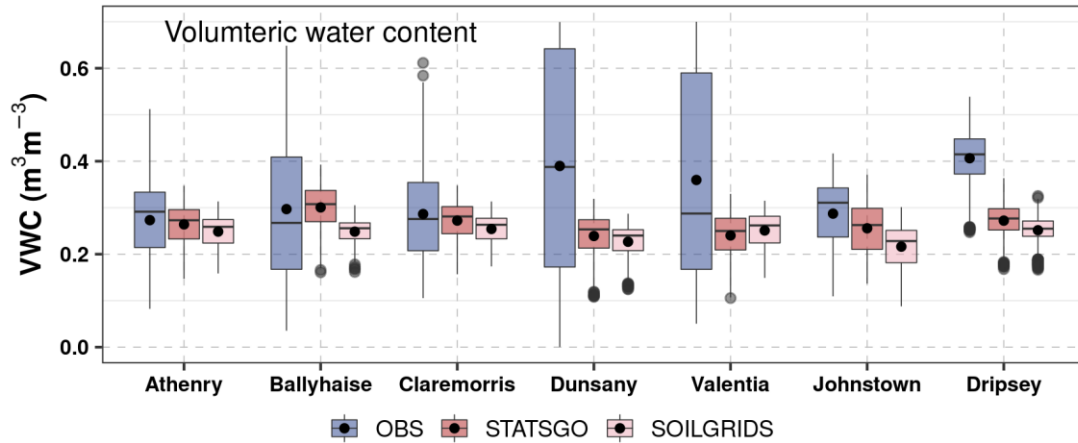 Volumteric water content
VWC (m³m⁻³)
0.6
0.4
0.2
0.0
Athenry Ballyhaise Claremorris Dunsany Valentia Johnstown Dripsey
OBS STATSGO SOILGRIDS